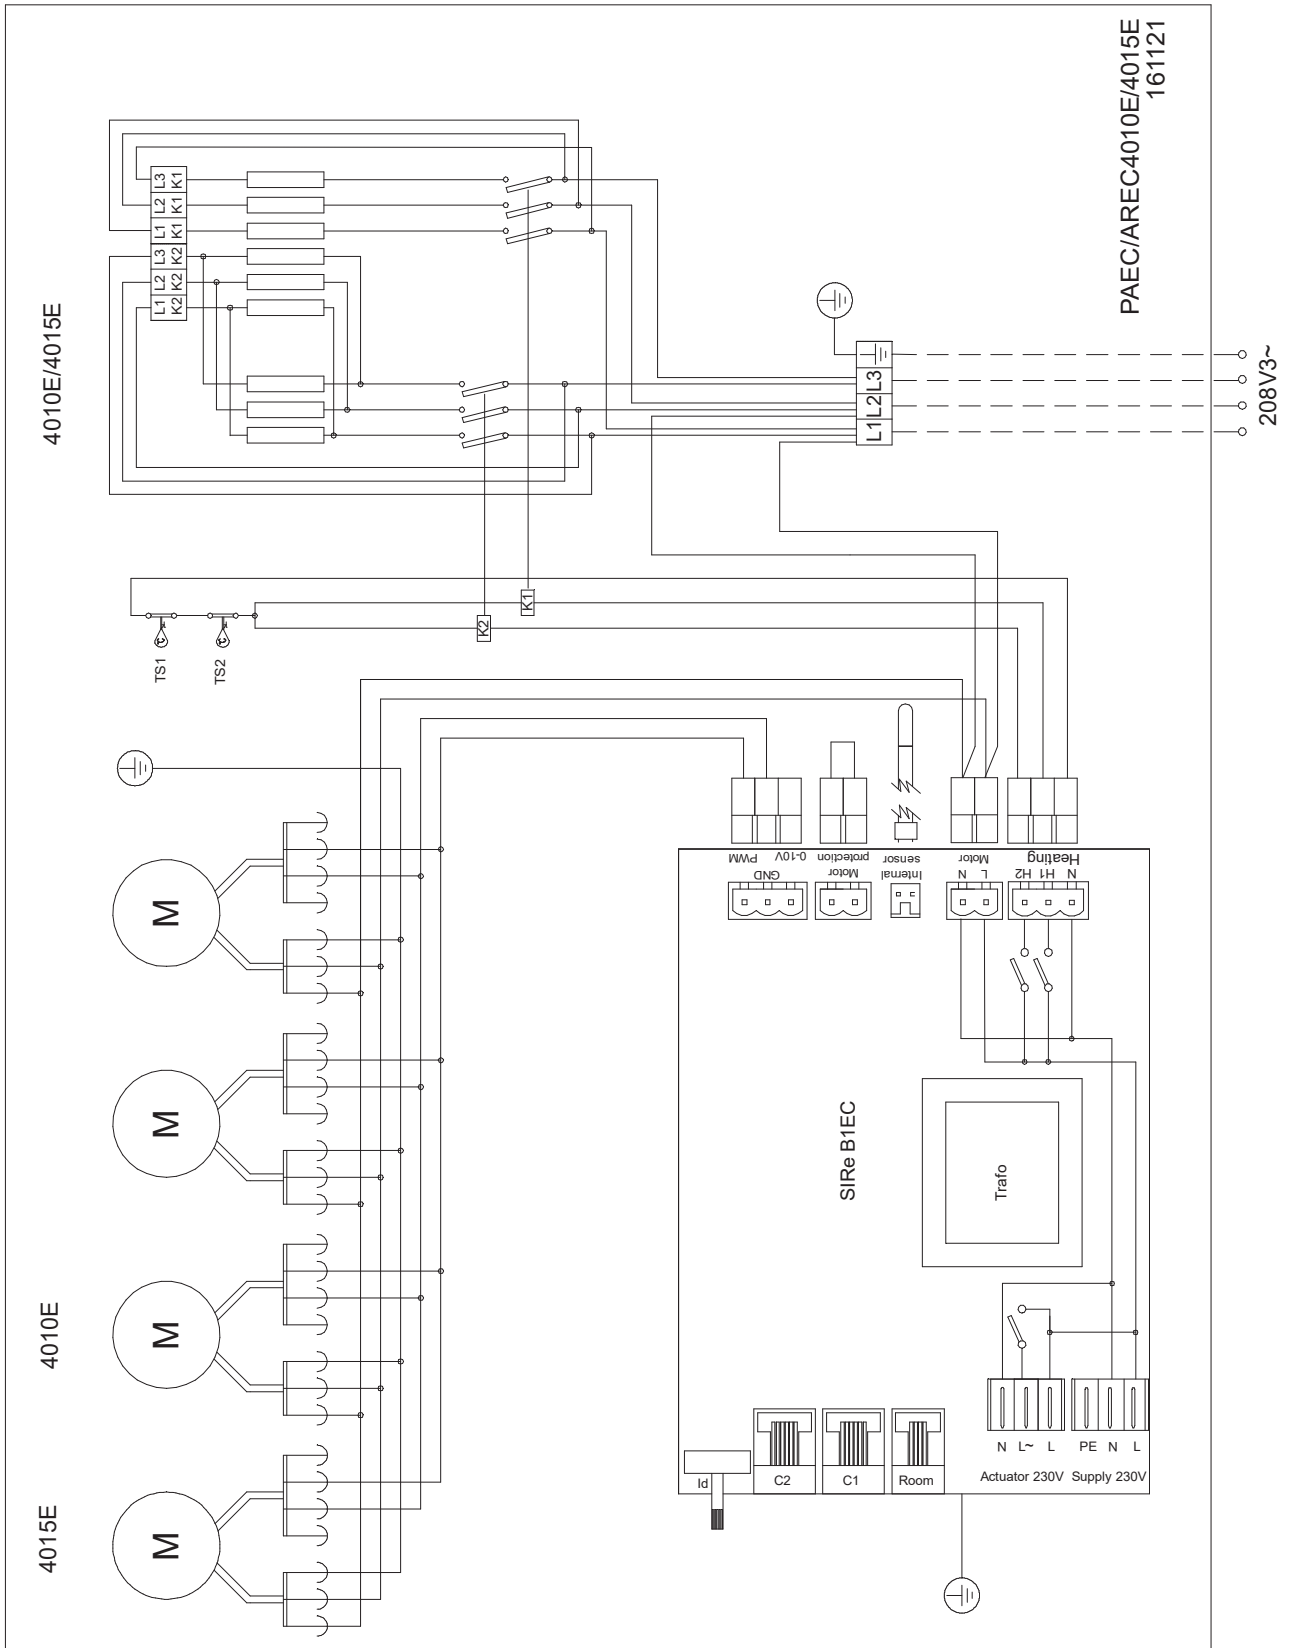 PAEC/AREC4010E/4015E
161121
4010E/4015E
L3 K1
L2 K1
L1 K1
L3 K2
L2 K2
L1 K2
L3
L2
L1
208V3~
K1
K2
TS1
TS2
M
M
M
M
4010E
4015E
PWM
GND
0-10V
Motor
protection
Internal
sensor
Motor
N
L
Heating
H2
H1
N
SIRe B1EC
Trafo
N
L~
L
PE
N
L
Actuator 230V
Supply 230V
Id
C2
C1
Room